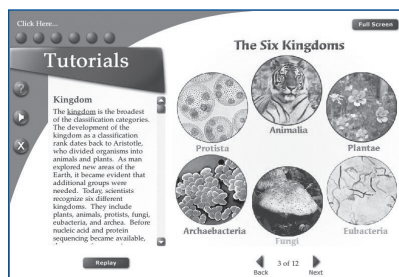 Click Here...
Full Screen
Tutorials
The Six Kingdoms
Kingdom
The kingdom is the broadest
of the classification categories.
The development of the
kingdom as a classification
rank dates back to Aristotle,
who divided organisms into
animals and plants. As man
explored new areas of the
Earth, it became evident that
additional groups were
needed. Today, scientists
recognize six different
kingdoms. They include
plants, animals, protists, fungi,
eubacteria, and archea. Before
nucleic acid and protein
sequencing became available,
?
X
Protista
Animalia
Plantae
Archaebacteria
Fungi
Eubacteria
Replay
Back
3 of 12
Next